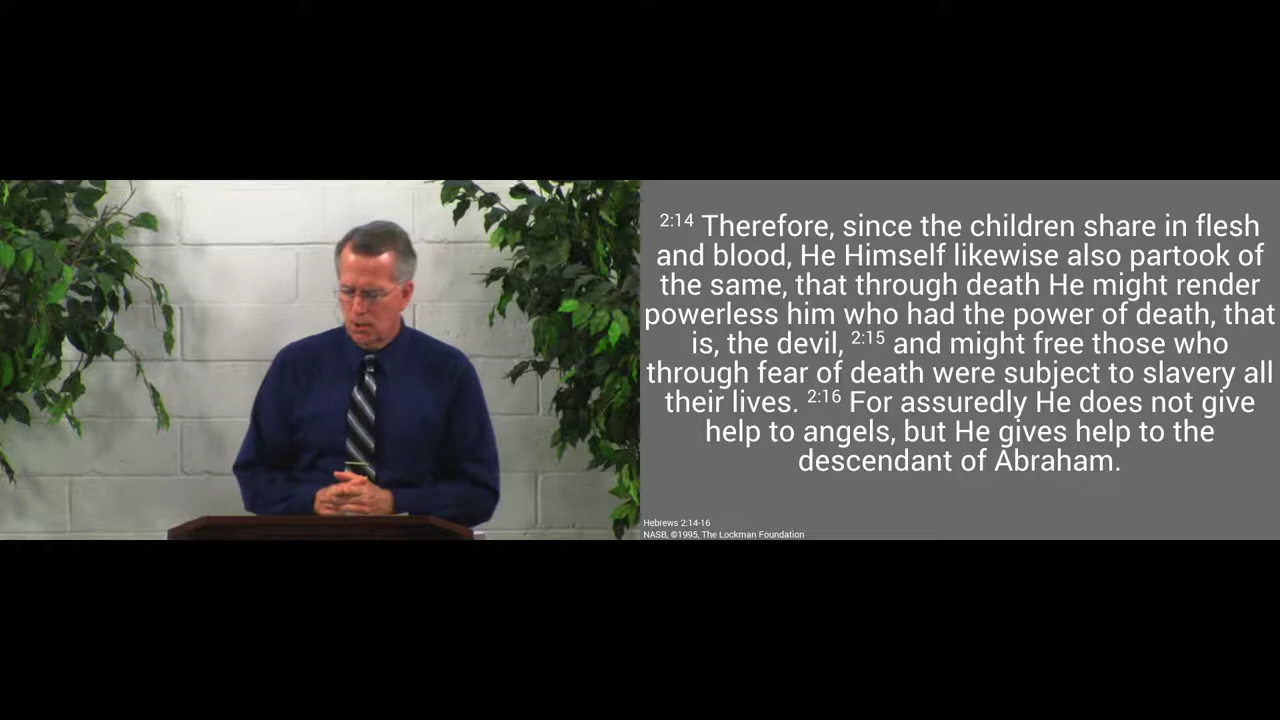 2:14 Therefore, since the children share in flesh
and blood, He Himself likewise also partook of
the same, that through death He might render
powerless him who had the power of death, that
is, the devil, 2:15 and might free those who
through fear of death were subject to slavery all
their lives. 2:16 For assuredly He does not give
help to angels, but He gives help to the
descendant of Abraham.
Hebrews 2:14-16
NASB, ©1995, The Lockman Foundation